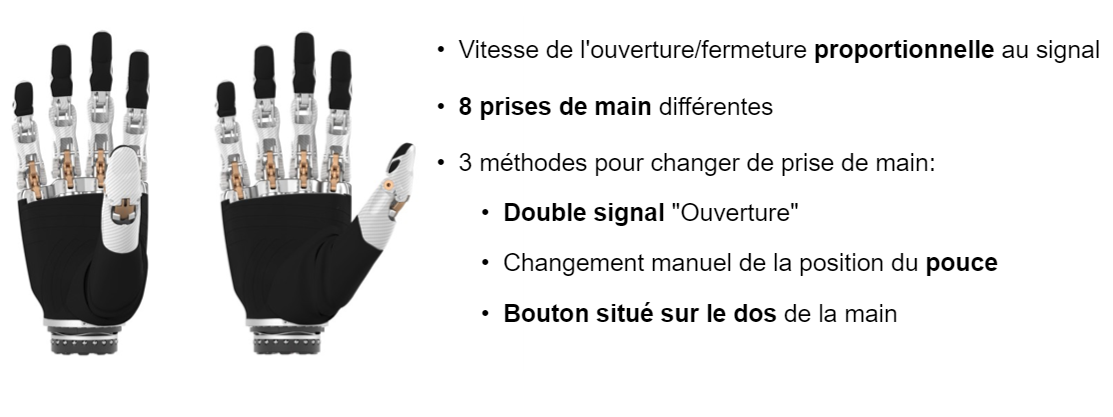 • Vitesse de l'ouverture/fermeture proportionnelle au signal
• 8 prises de main différentes
• 3 méthodes pour changer de prise de main:
• Double signal "Ouverture"
• Changement manuel de la position du pouce
• Bouton situé sur le dos de la main